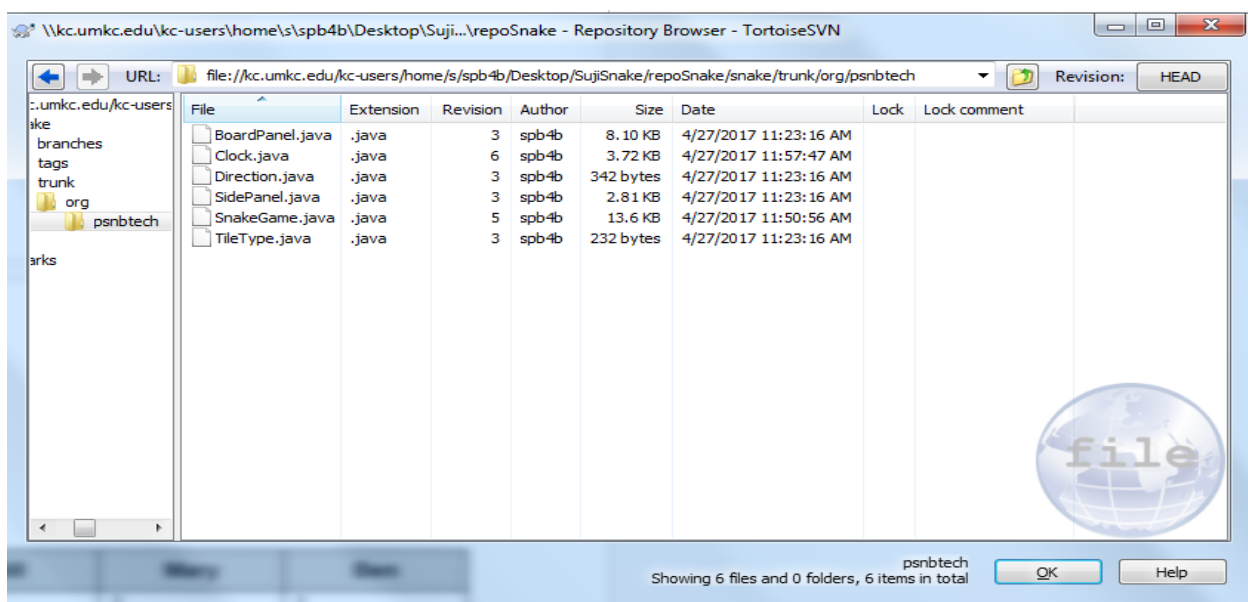 \\kc.umkc.edu\kc-users\home\s\spb4b\Desktop\Suji...\repoSnake - Repository Browser - TortoiseSVN
URL: file://kc.umkc.edu/kc-users/home/s/spb4b/Desktop/SujiSnake/repoSnake/snake/trunk/org/psnbtech Revision: HEAD
:.umkc.edu/kc-users
ake
branches
tags
trunk
org
psnbtech
arks
File Extension Revision Author Size Date Lock Lock comment
BoardPanel.java .java 3 spb4b 8.10 KB 4/27/2017 11:23:16 AM
Clock.java .java 6 spb4b 3.72 KB 4/27/2017 11:57:47 AM
Direction.java .java 3 spb4b 342 bytes 4/27/2017 11:23:16 AM
SidePanel.java .java 3 spb4b 2.81 KB 4/27/2017 11:23:16 AM
SnakeGame.java .java 5 spb4b 13.6 KB 4/27/2017 11:50:56 AM
TileType.java .java 3 spb4b 232 bytes 4/27/2017 11:23:16 AM
file
psnbtech
Showing 6 files and 0 folders, 6 items in total
OK Help